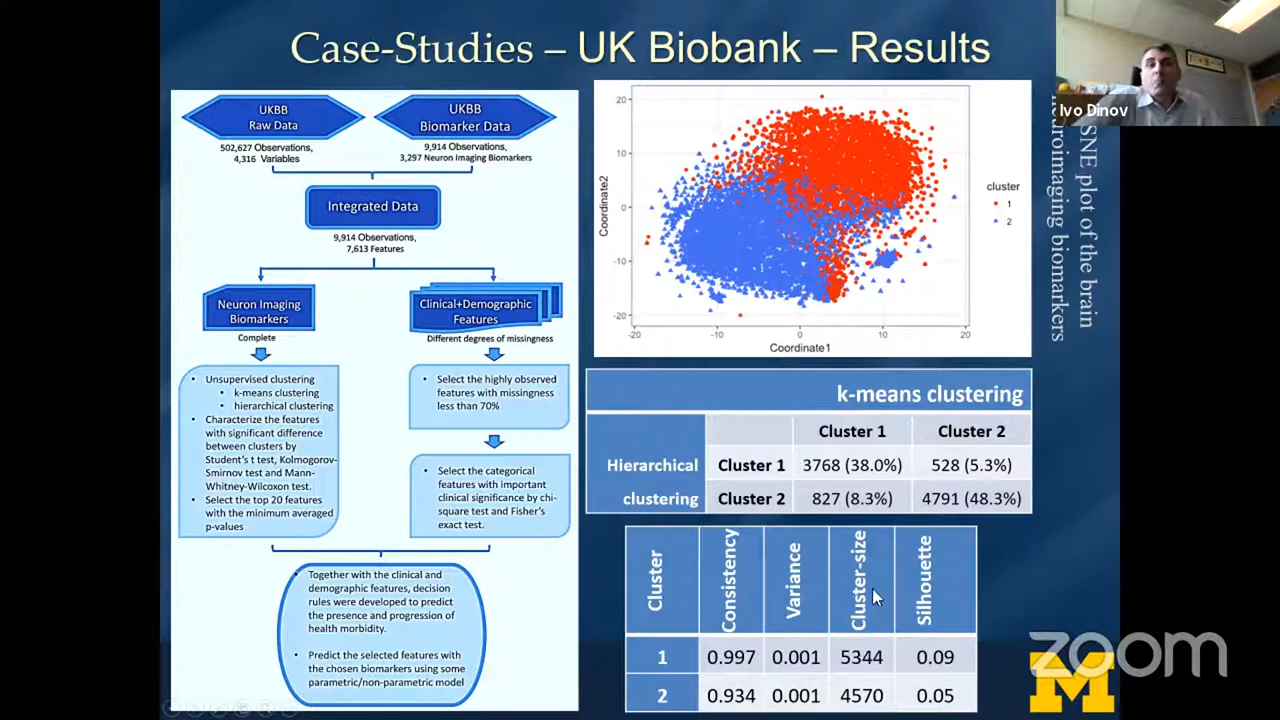 Case-Studies – UK Biobank – Results
Ivo Dinov
UKBB
Raw Data
502,627 Observations,
4,316 Variables
UKBB
Biomarker Data
9,914 Observations,
3,297 Neuron Imaging Biomarkers
Integrated Data
9,914 Observations,
7,613 Features
Neuron Imaging
Biomarkers
Complete
Clinical+Demographic
Features
Different degrees of missingness
• Unsupervised clustering
• k-means clustering
• hierarchical clustering
• Characterize the features
with significant difference
between clusters by
Student's t test, Kolmogorov-
Smirnov test and Mann-
Whitney-Wilcoxon test.
• Select the top 20 features
with the minimum averaged
p-values
• Select the highly observed
features with missingness
less than 70%
• Select the categorical
features with important
clinical significance by chi-
square test and Fisher's
exact test.
• Together with the clinical and
demographic features, decision
rules were developed to predict
the presence and progression of
health morbidity.
• Predict the selected features with
the chosen biomarkers using some
parametric/non-parametric model
20
10
0
-10
-20
Coordinate2
-20 -10 0 10 20
Coordinate1
cluster
1
2
SNE plot of the brain
neuroimaging biomarkers
k-means clustering
Cluster 1 Cluster 2
Hierarchical
clustering
Cluster 1 3768 (38.0%) 528 (5.3%)
Cluster 2 827 (8.3%) 4791 (48.3%)
Cluster Consistency Variance Cluster-size Silhouette
1 0.997 0.001 5344 0.09
2 0.934 0.001 4570 0.05
zoom
M